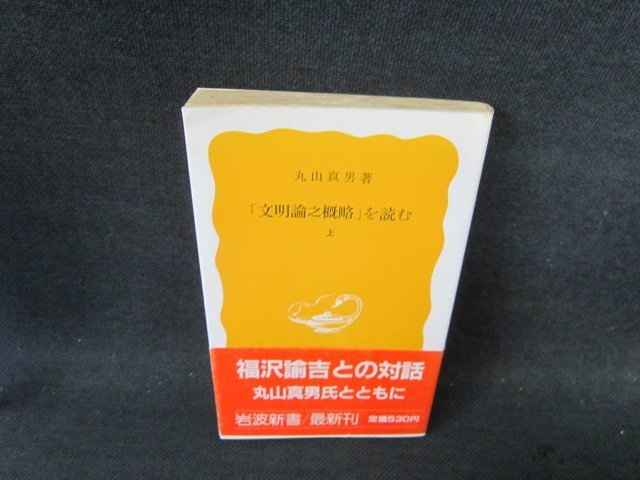 丸山真男著
「文明論之概略」を読む
上
福沢諭吉との対話
丸山真男氏とともに
岩波新書/最新刊 定価530円